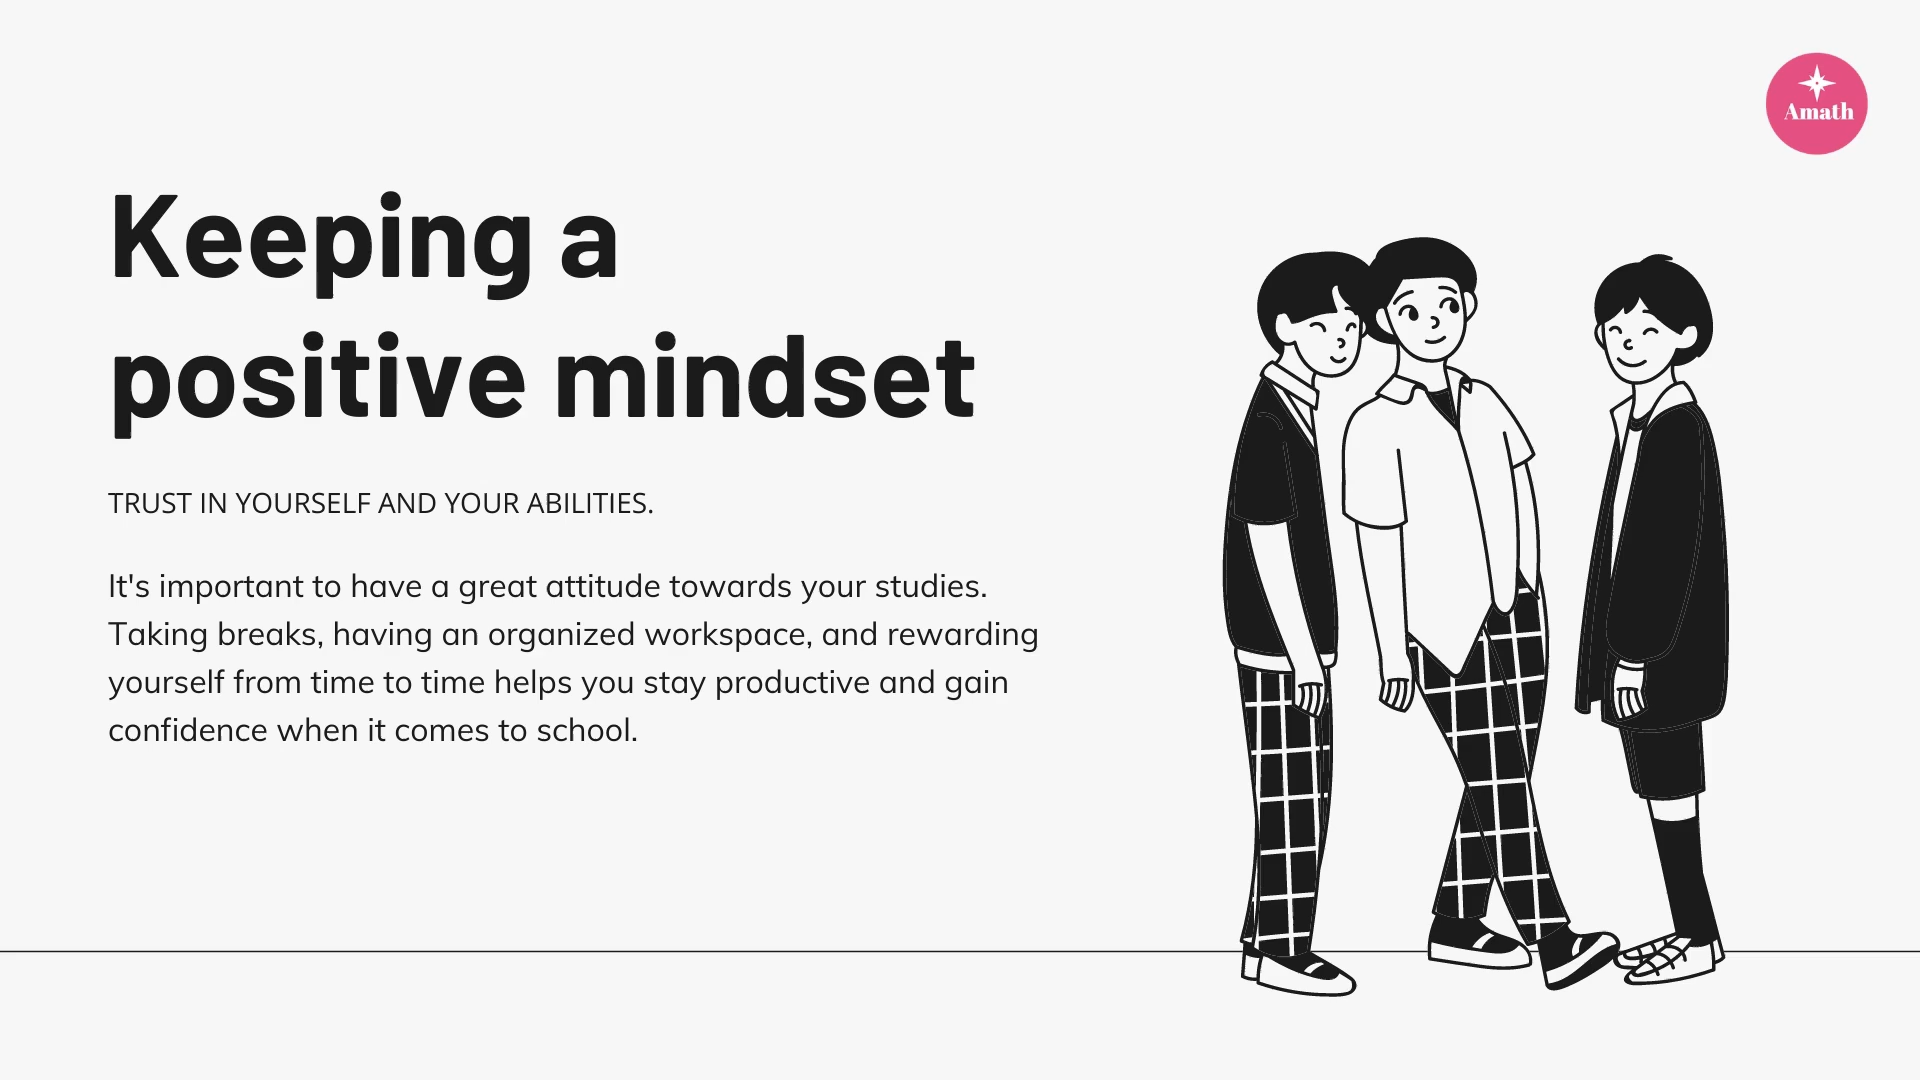 Amath
Keeping a
positive mindset
TRUST IN YOURSELF AND YOUR ABILITIES.
It's important to have a great attitude towards your studies.
Taking breaks, having an organized workspace, and rewarding
yourself from time to time helps you stay productive and gain
confidence when it comes to school.